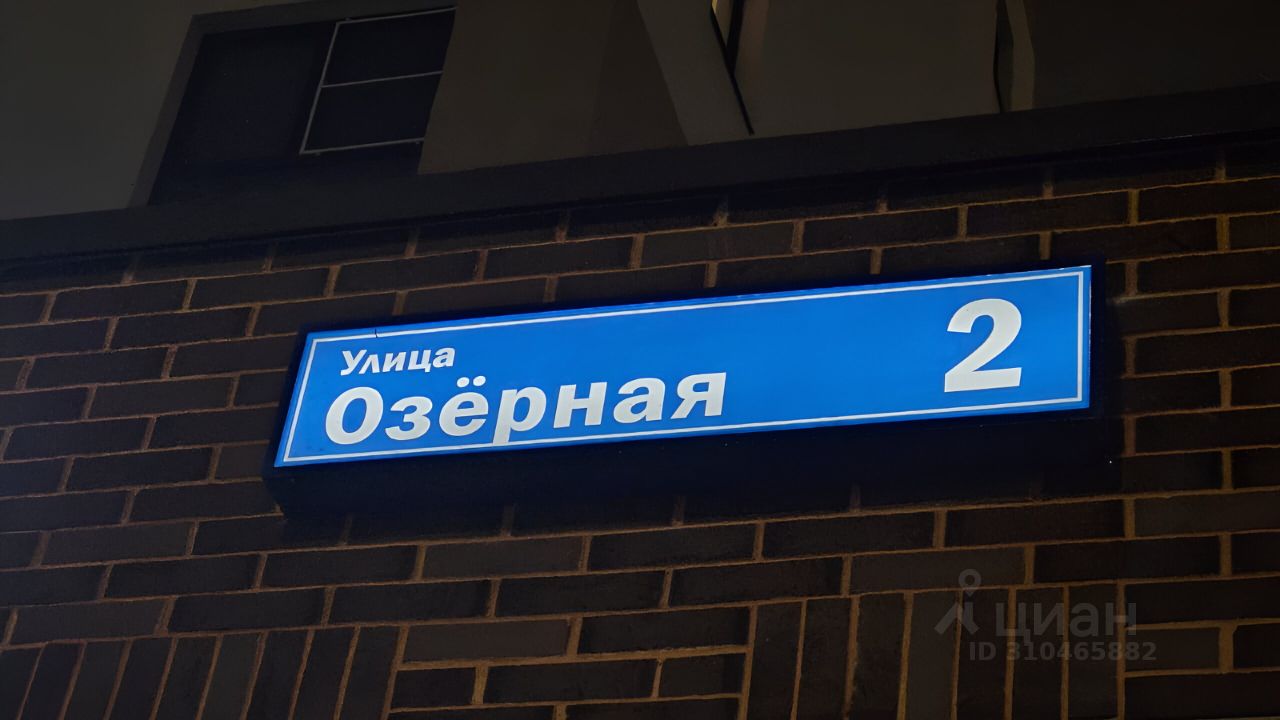 Улица
Озёрная
2
циан
ID 310465882